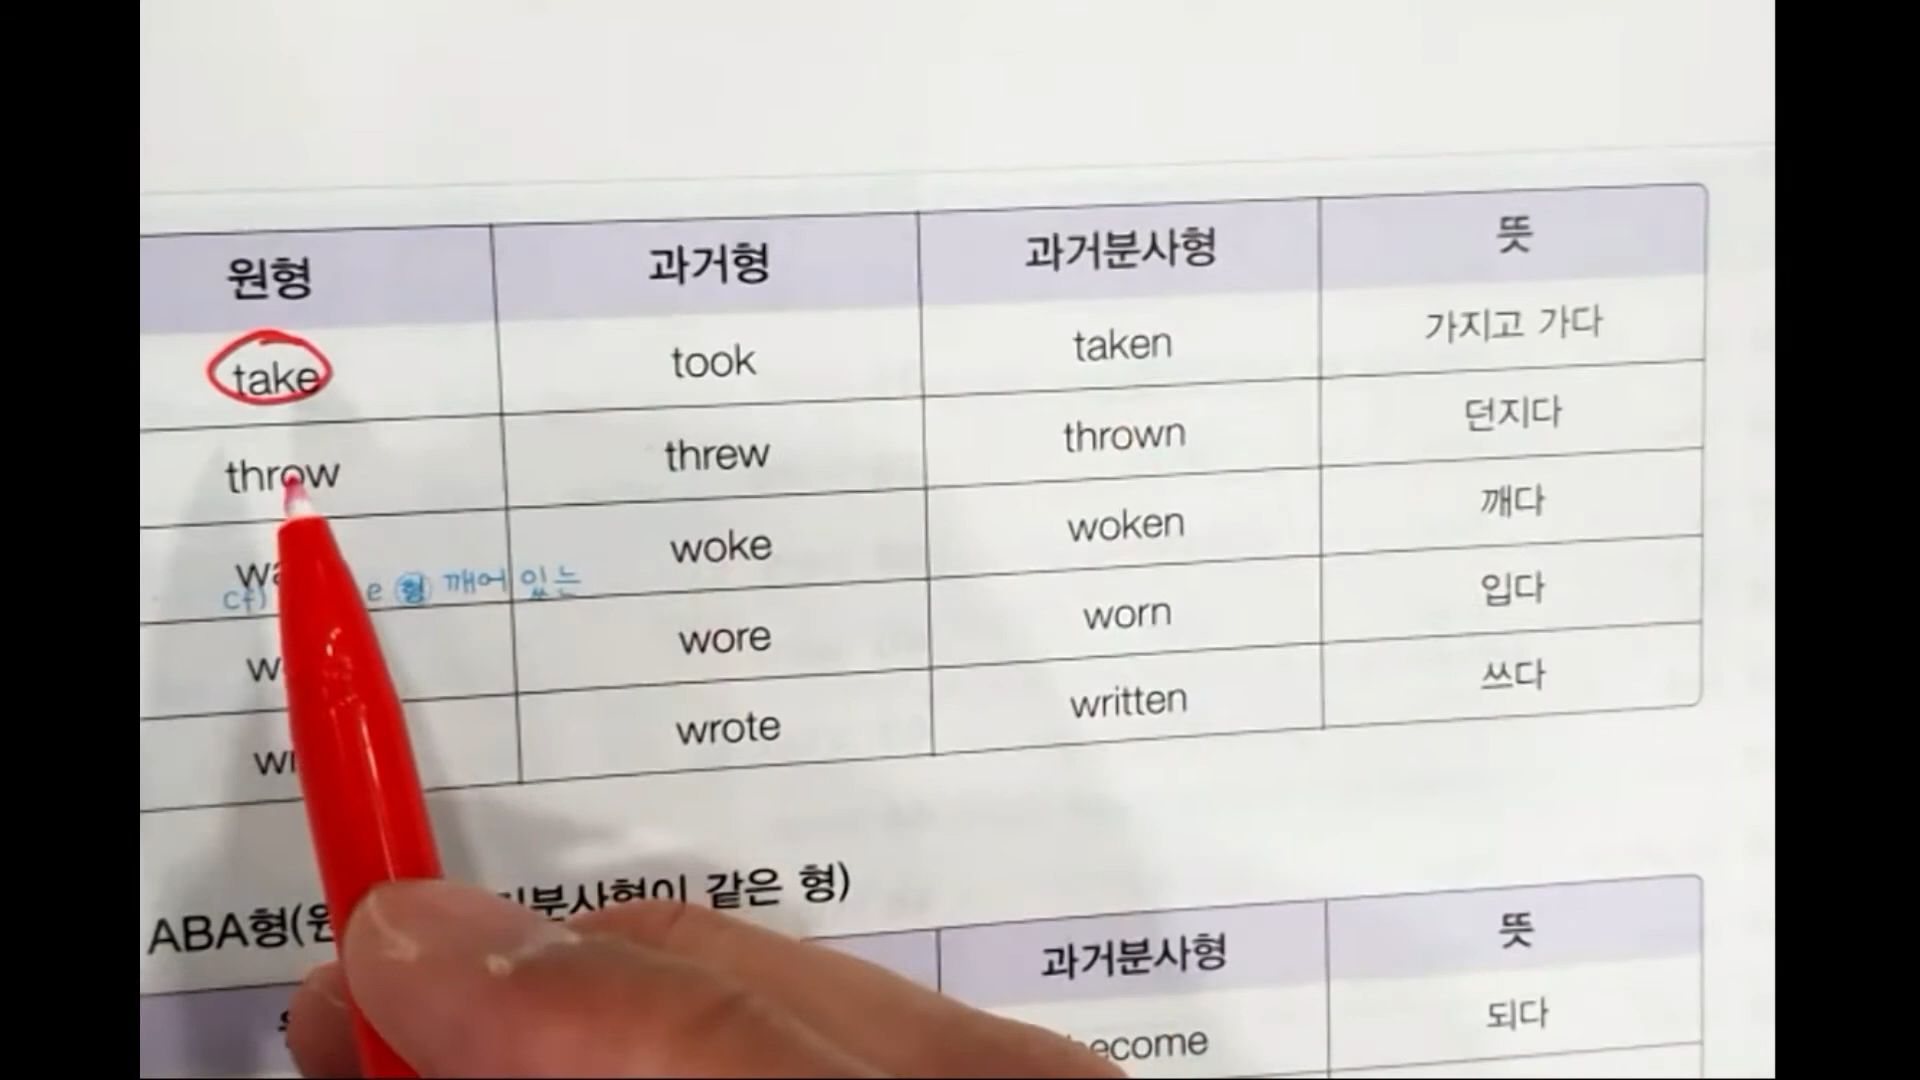 원형 과거형 과거분사형 뜻
take took taken 가지고 가다
throw threw thrown 던지다
woke woken 깨다
cf) 형 깨어 있는
wore worn 입다
wrote written 쓰다
ABA형( 같은 형)
과거분사형 뜻
become 되다